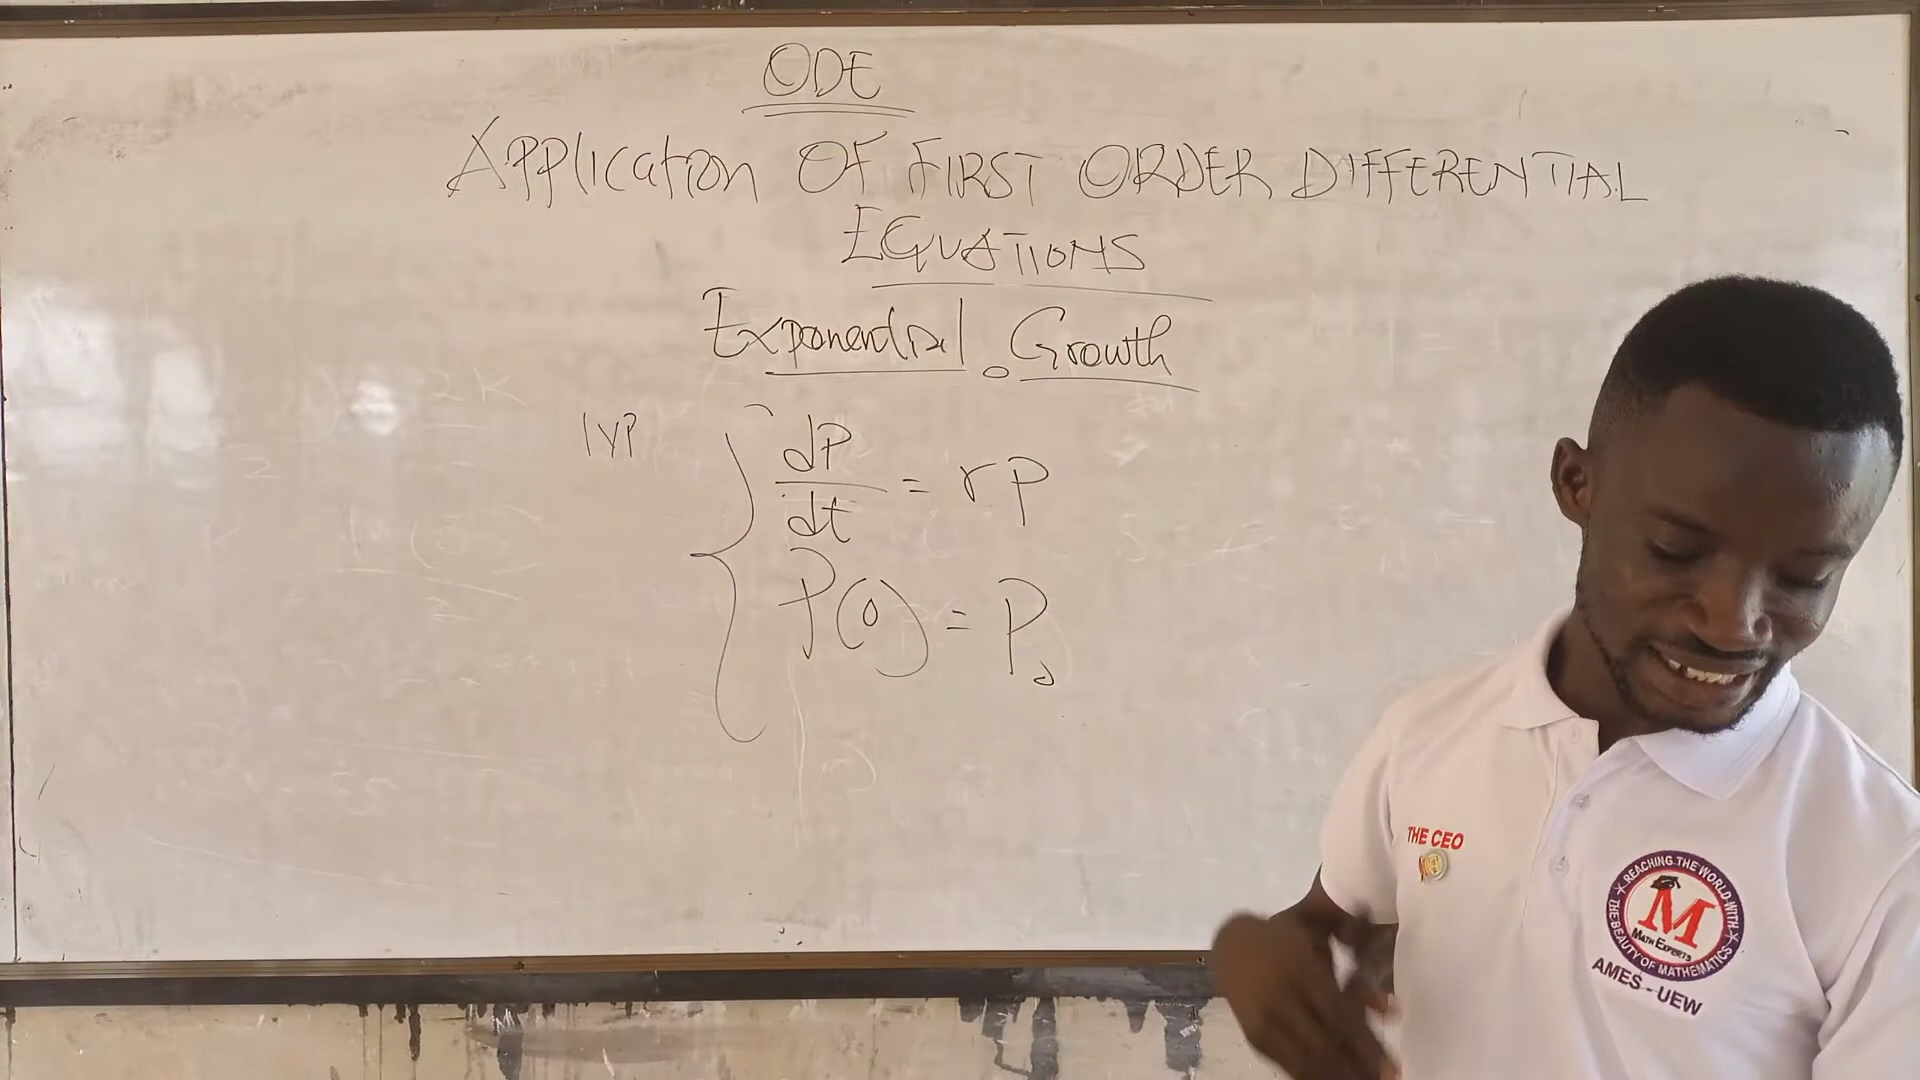 ODE
APPlication OF FIRST ORDER DIFFERENTIAL
EQUATIONS
Exponential Growth
IVP
dP/dt = rP
P(0) = P₀
THE CEO
REACHING THE WORLD WITH THE BEAUTY OF MATHEMATICS
M
MATH EXPERTS
AMES - UEW